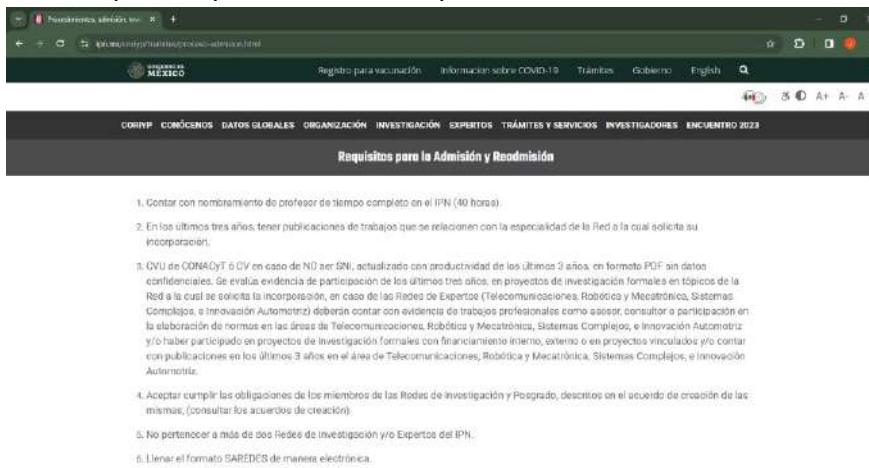 Procedimientos, admisión, inv
ipn.mx
GOBIERNO DE MÉXICO Registro para vacunación Información sobre COVID-19 Trámites Gobierno English
A+ A- A
CORIYP CONÓCENOS DATOS GLOBALES ORGANIZACIÓN INVESTIGACIÓN EXPERTOS TRÁMITES Y SERVICIOS INVESTIGADORES ENCUENTRO 2023
Requisitos para la Admisión y Readmisión
1. Contar con nombramiento de profesor de tiempo completo en el IPN (40 horas).
2. En los últimos tres años, tener publicaciones de trabajos que se relacionen con la especialidad de la Red a la cual solicita su
incorporación.
3. CVU de CONACyT ó CV en caso de NO ser SNI, actualizado con productividad de los últimos 3 años, en formato PDF sin datos
confidenciales. Se evalúa evidencia de participación de los últimos tres años, en proyectos de investigación formales en tópicos de la
Red a la cual se solicita la incorporación, en caso de las Redes de Expertos (Telecomunicaciones, Robótica y Mecatrónica, Sistemas
Complejos, e Innovación Automotriz) deberán contar con evidencia de trabajos profesionales como asesor, consultor o participación en
la elaboración de normas en las áreas de Telecomunicaciones, Robótica y Mecatrónica, Sistemas Complejos, e Innovación Automotriz
y/o haber participado en proyectos de investigación formales con financiamiento interno, externo o en proyectos vinculados y/o contar
con publicaciones en los últimos 3 años en el área de Telecomunicaciones, Robótica y Mecatrónica, Sistemas Complejos, e Innovación
Automotriz.
4. Aceptar cumplir las obligaciones de los miembros de las Redes de Investigación y Posgrado, descritos en el acuerdo de creación de las
mismas, (consultar los acuerdos de creación)
5. No pertenecer a más de dos Redes de Investigación y/o Expertos del IPN.
6. Llenar el formato SAREDES de manera electrónica.